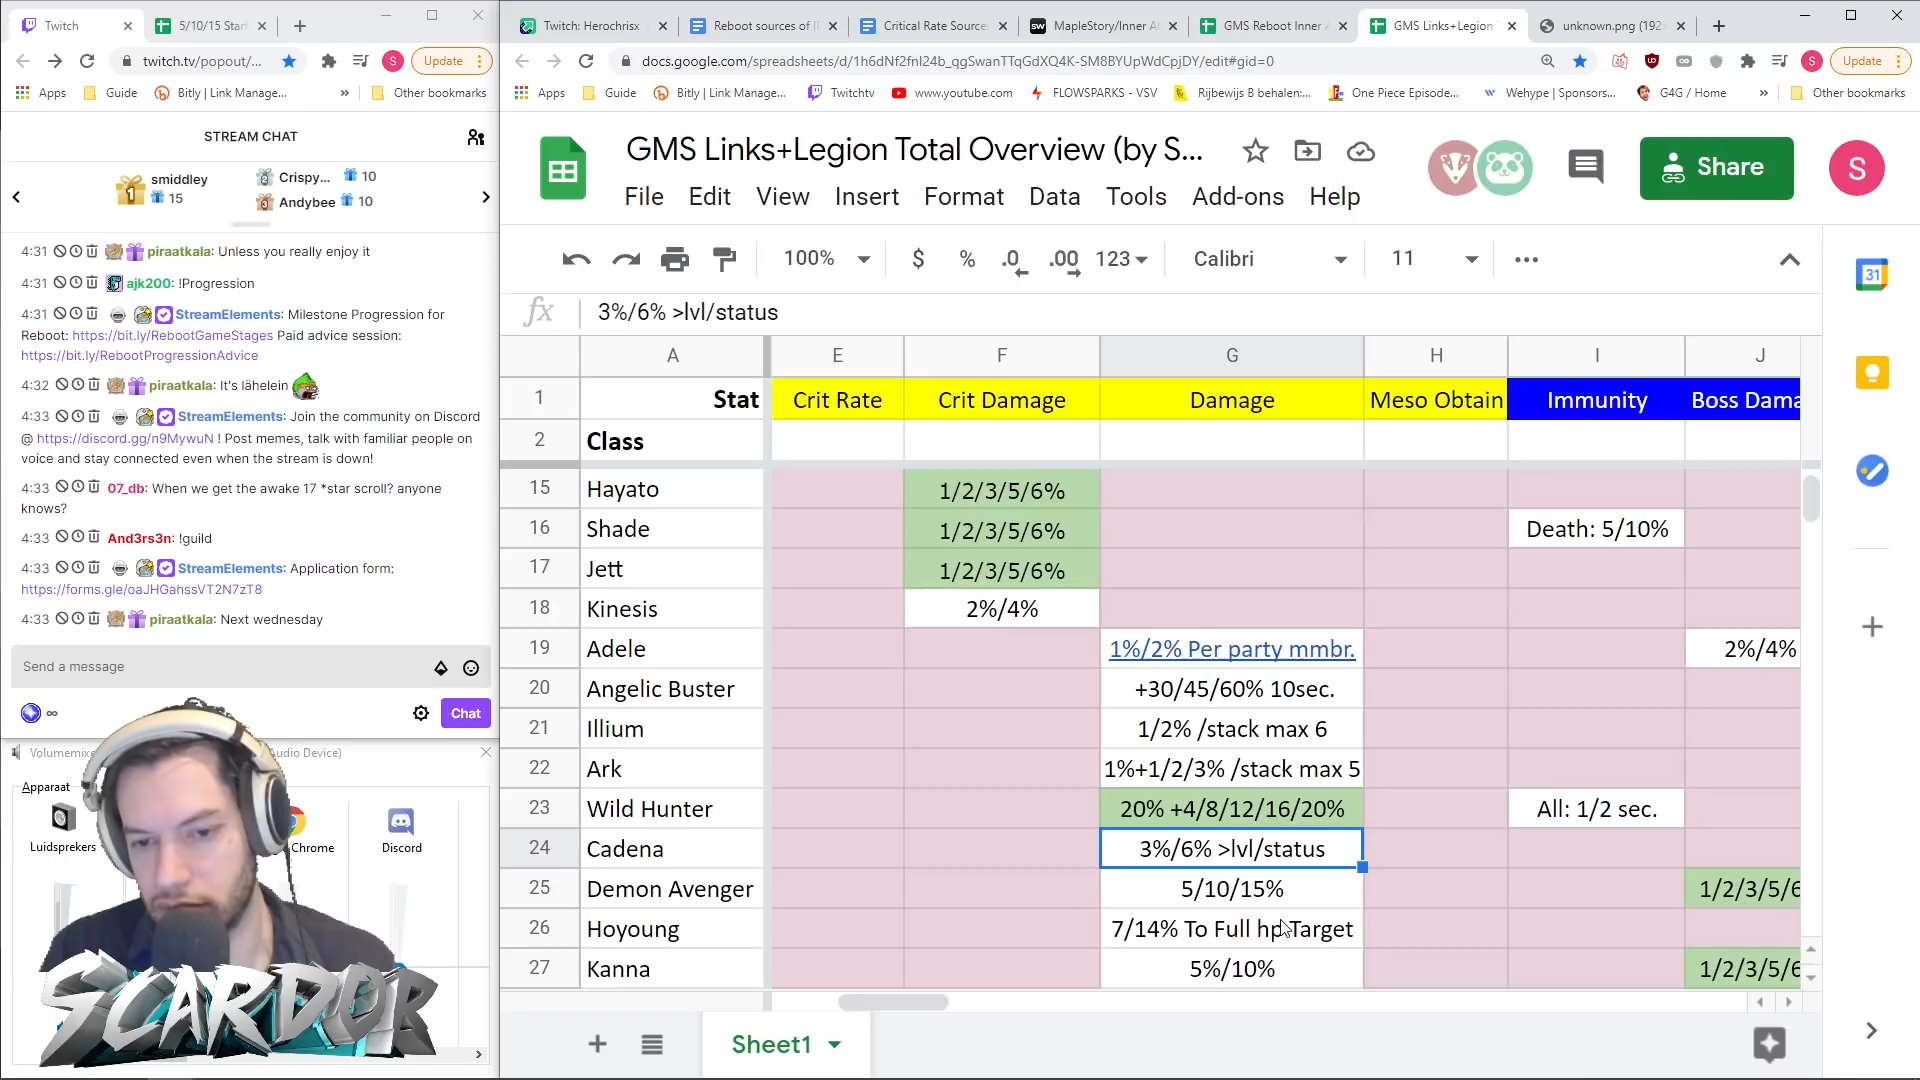 Twitch
5/10/15 Star
twitch.tv/popout/...
Update
Apps
Guide
Bitly | Link Manage...
»
Other bookmarks
STREAM CHAT
smiddley
15
Crispy...
10
Andybee
10
4:31 piraatkala: Unless you really enjoy it
4:31 ajk200: !Progression
4:31 StreamElements: Milestone Progression for
Reboot: https://bit.ly/RebootGameStages Paid advice session:
https://bit.ly/RebootProgressionAdvice
4:32 piraatkala: It's lähelein
4:33 StreamElements: Join the community on Discord
@ https://discord.gg/n9MywuN ! Post memes, talk with familiar people on
voice and stay connected even when the stream is down!
4:33 07_db: When we get the awake 17 *star scroll? anyone
knows?
4:33 And3rs3n: !guild
4:33 StreamElements: Application form:
https://forms.gle/oaJHGahssVT2N7zT8
4:33 piraatkala: Next wednesday
Send a message
∞
Chat
Volumemixe
Audio Device)
Apparaat
Luidsprekers
Chrome
Discord
SCARDOR
Twitch: Herochrisx
Reboot sources of
Critical Rate Source
MapleStory/Inner A
GMS Reboot Inner
GMS Links+Legion
unknown.png (192
docs.google.com/spreadsheets/d/1h6dNf2fnl24b_qgSwanTTqGdXQ4K-SM8BYUpWdCpjDY/edit#gid=0
Update
Apps
Guide
Bitly | Link Manage...
Twitchtv
www.youtube.com
FLOWSPARKS - VSV
Rijbewijs B behalen:...
One Piece Episode...
Wehype | Sponsors...
G4G / Home
»
Other bookmarks
GMS Links+Legion Total Overview (by S...
Share
S
File Edit View Insert Format Data Tools Add-ons Help
100% $ % .0 .00 123 Calibri 11
fx 3%/6% >lvl/status
A E F G H I J
1 Stat Crit Rate Crit Damage Damage Meso Obtain Immunity Boss Dama
2 Class
15 Hayato 1/2/3/5/6%
16 Shade 1/2/3/5/6% Death: 5/10%
17 Jett 1/2/3/5/6%
18 Kinesis 2%/4%
19 Adele 1%/2% Per party mmbr. 2%/4%
20 Angelic Buster +30/45/60% 10sec.
21 Illium 1/2% /stack max 6
22 Ark 1%+1/2/3% /stack max 5
23 Wild Hunter 20% +4/8/12/16/20% All: 1/2 sec.
24 Cadena 3%/6% >lvl/status
25 Demon Avenger 5/10/15% 1/2/3/5/6
26 Hoyoung 7/14% To Full hp Target
27 Kanna 5%/10% 1/2/3/5/6
Sheet1
31